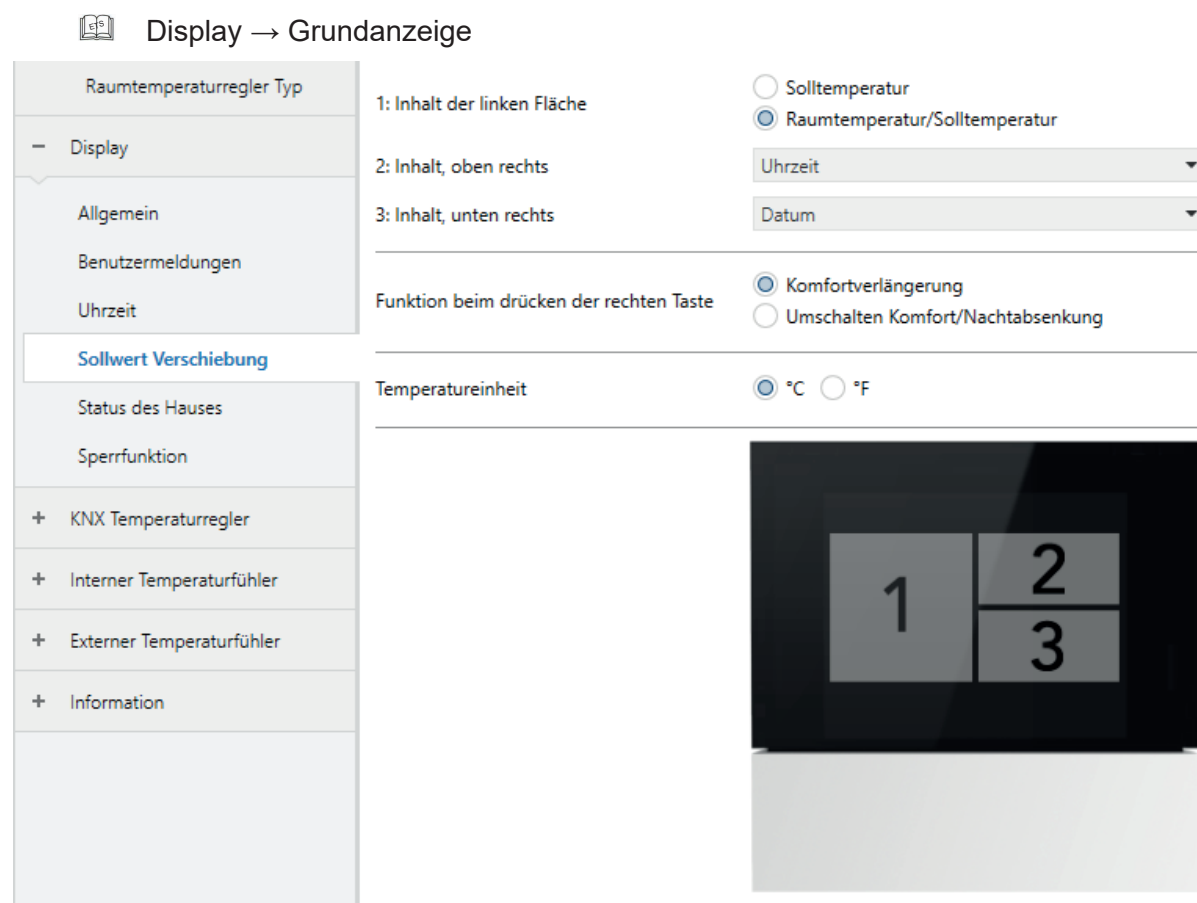 Display → Grundanzeige
Raumtemperaturregler Typ
− Display
Allgemein
Benutzermeldungen
Uhrzeit
Sollwert Verschiebung
Status des Hauses
Sperrfunktion
+ KNX Temperaturregler
+ Interner Temperaturfühler
+ Externer Temperaturfühler
+ Information
1: Inhalt der linken Fläche
Solltemperatur
Raumtemperatur/Solltemperatur
2: Inhalt, oben rechts
Uhrzeit
3: Inhalt, unten rechts
Datum
Funktion beim drücken der rechten Taste
Komfortverlängerung
Umschalten Komfort/Nachtabsenkung
Temperatureinheit
°C °F
1
2
3